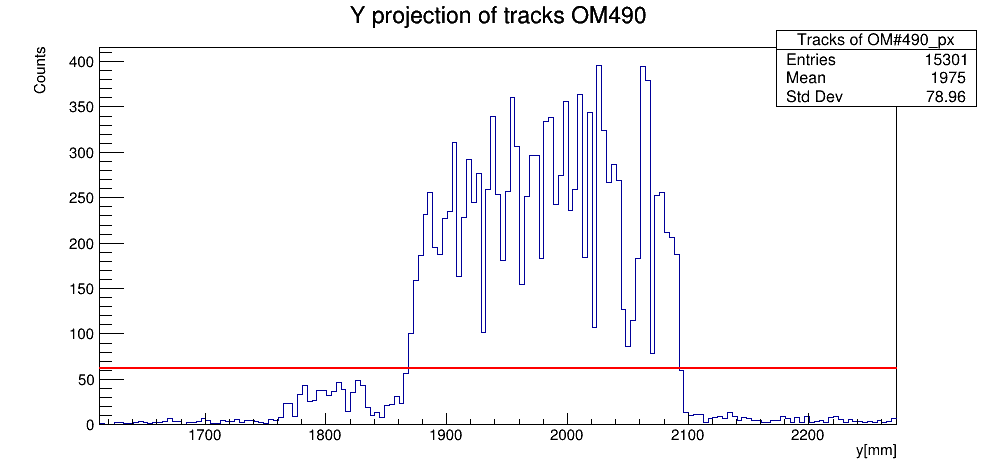 Y projection of tracks OM490
Tracks of OM#490_px
Entries 15301
Mean 1975
Std Dev 78.96
Counts
400
350
300
250
200
150
100
50
0
1700 1800 1900 2000 2100 2200
y[mm]